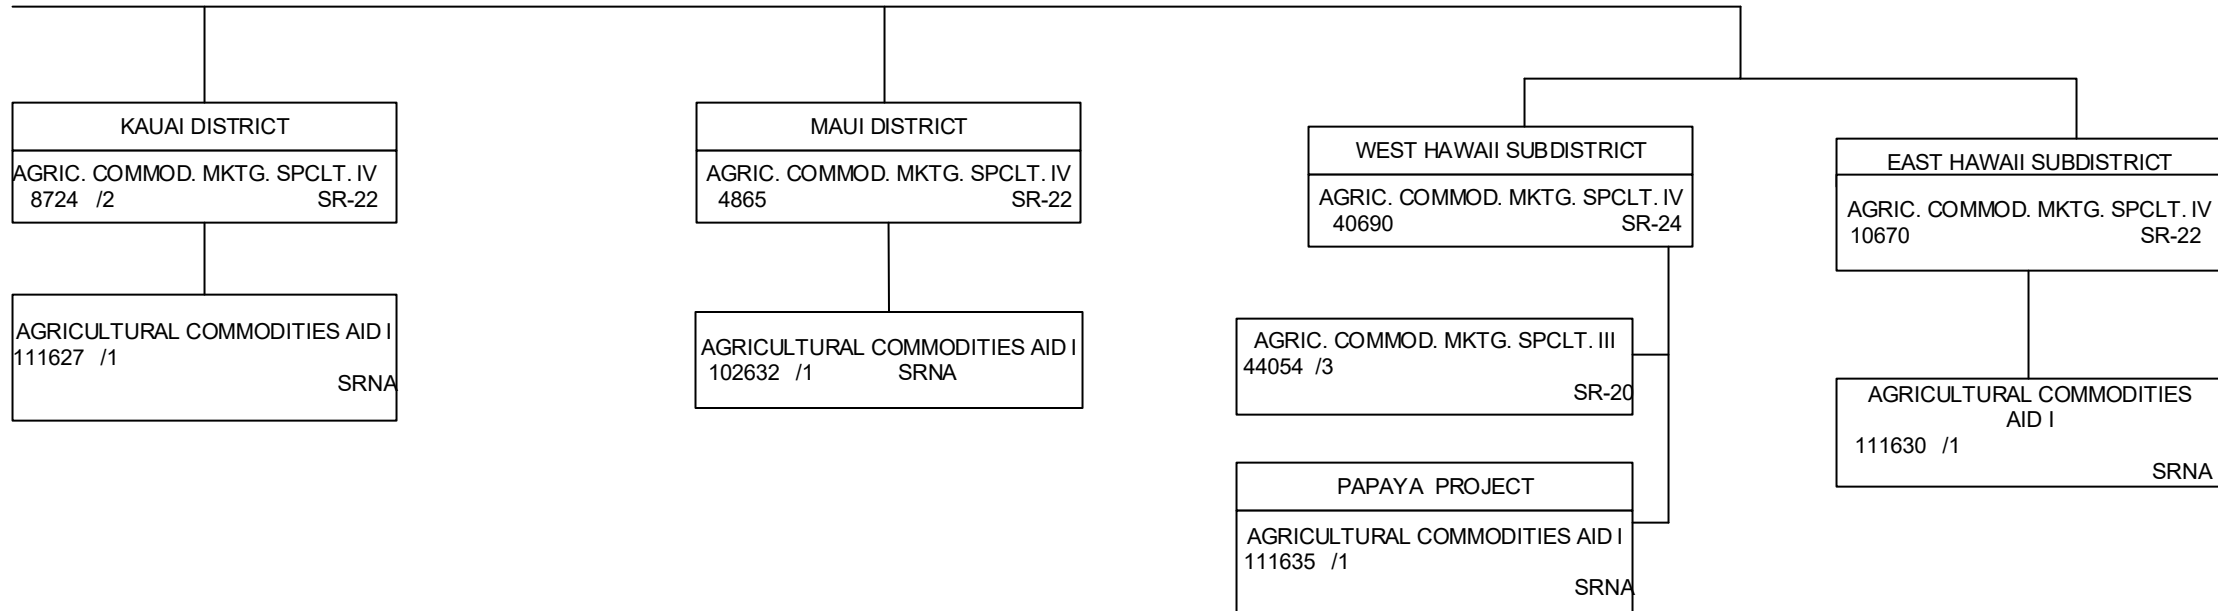 KAUAI DISTRICT
AGRIC. COMMOD. MKTG. SPCLT. IV
8724 /2 SR-22
AGRICULTURAL COMMODITIES AID I
111627 /1
SRNA
MAUI DISTRICT
AGRIC. COMMOD. MKTG. SPCLT. IV
4865 SR-22
AGRICULTURAL COMMODITIES AID I
102632 /1 SRNA
WEST HAWAII SUBDISTRICT
AGRIC. COMMOD. MKTG. SPCLT. IV
40690 SR-24
AGRIC. COMMOD. MKTG. SPCLT. III
44054 /3
SR-20
PAPAYA PROJECT
AGRICULTURAL COMMODITIES AID I
111635 /1
SRNA
EAST HAWAII SUBDISTRICT
AGRIC. COMMOD. MKTG. SPCLT. IV
10670 SR-22
AGRICULTURAL COMMODITIES
AID I
111630 /1
SRNA